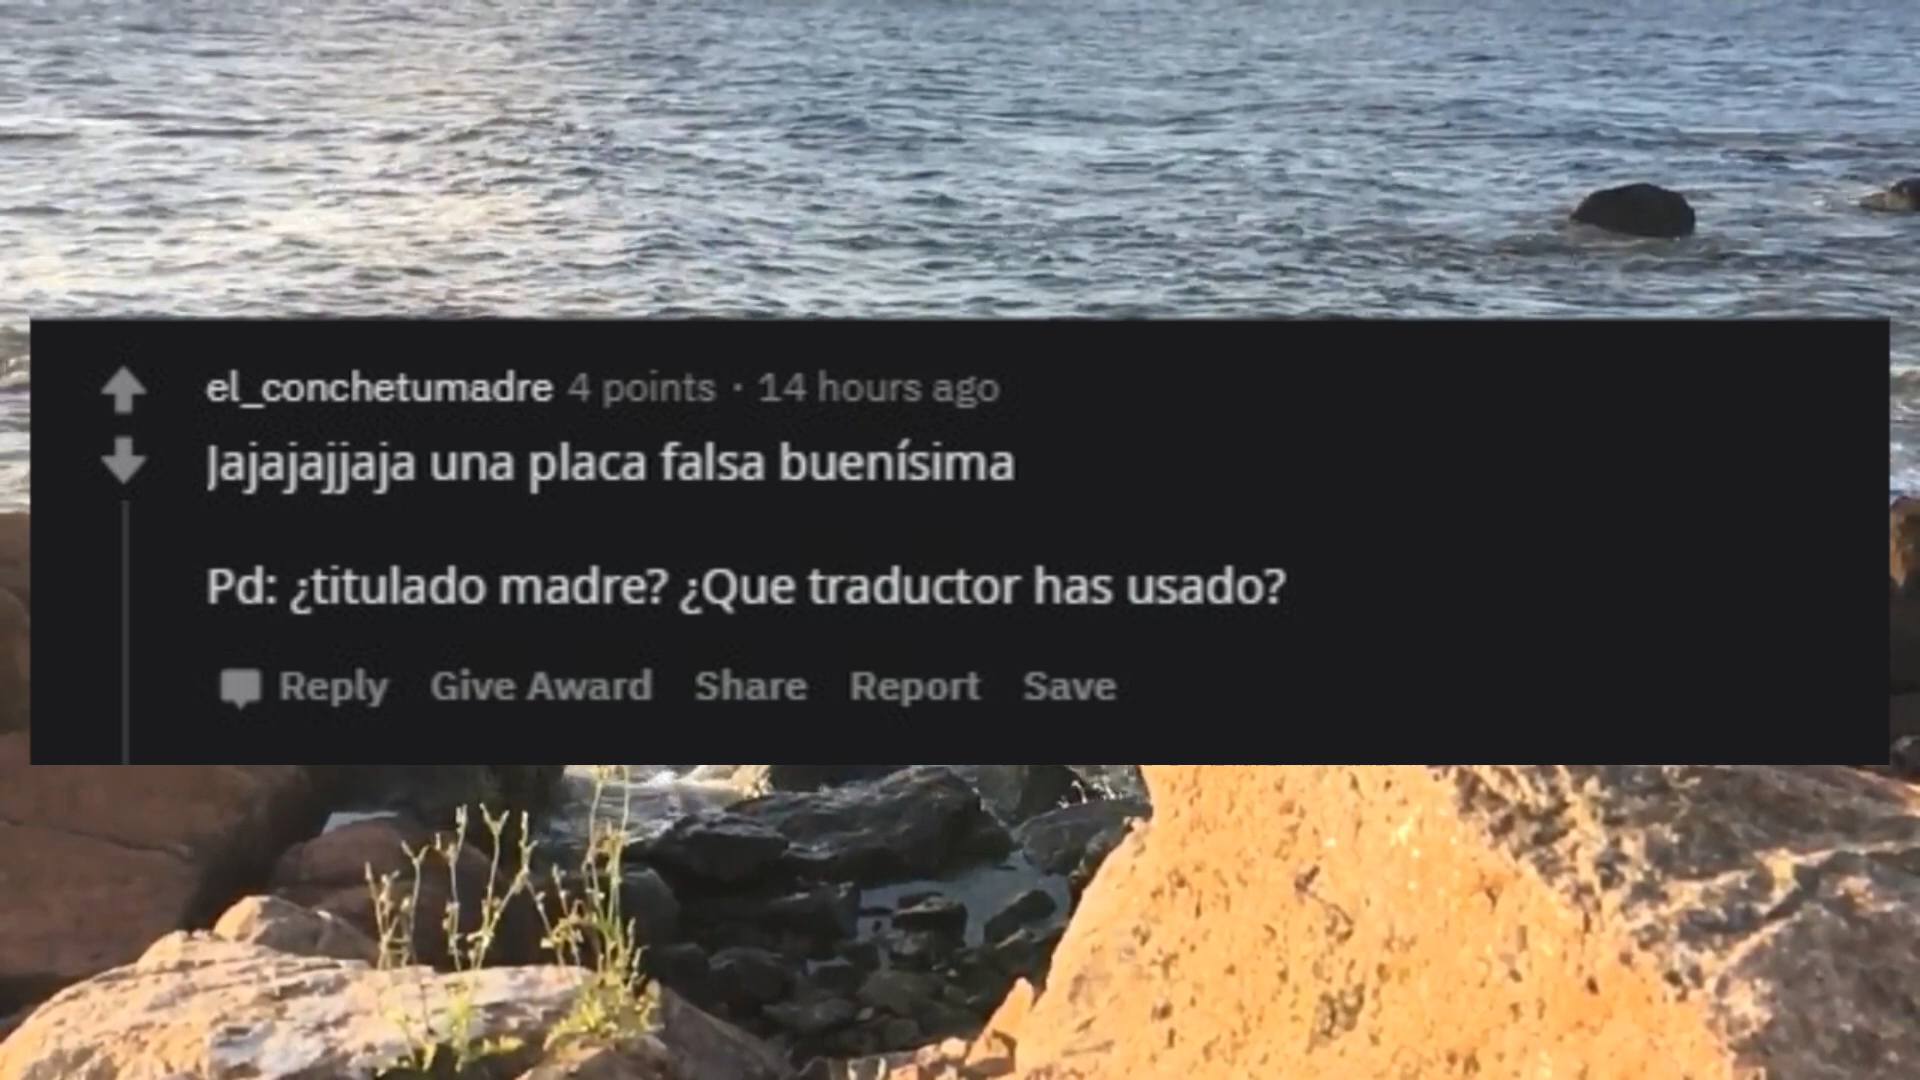 el_conchetumadre 4 points · 14 hours ago
Jajajajjaja una placa falsa buenísima
Pd: ¿titulado madre? ¿Que traductor has usado?
Reply Give Award Share Report Save